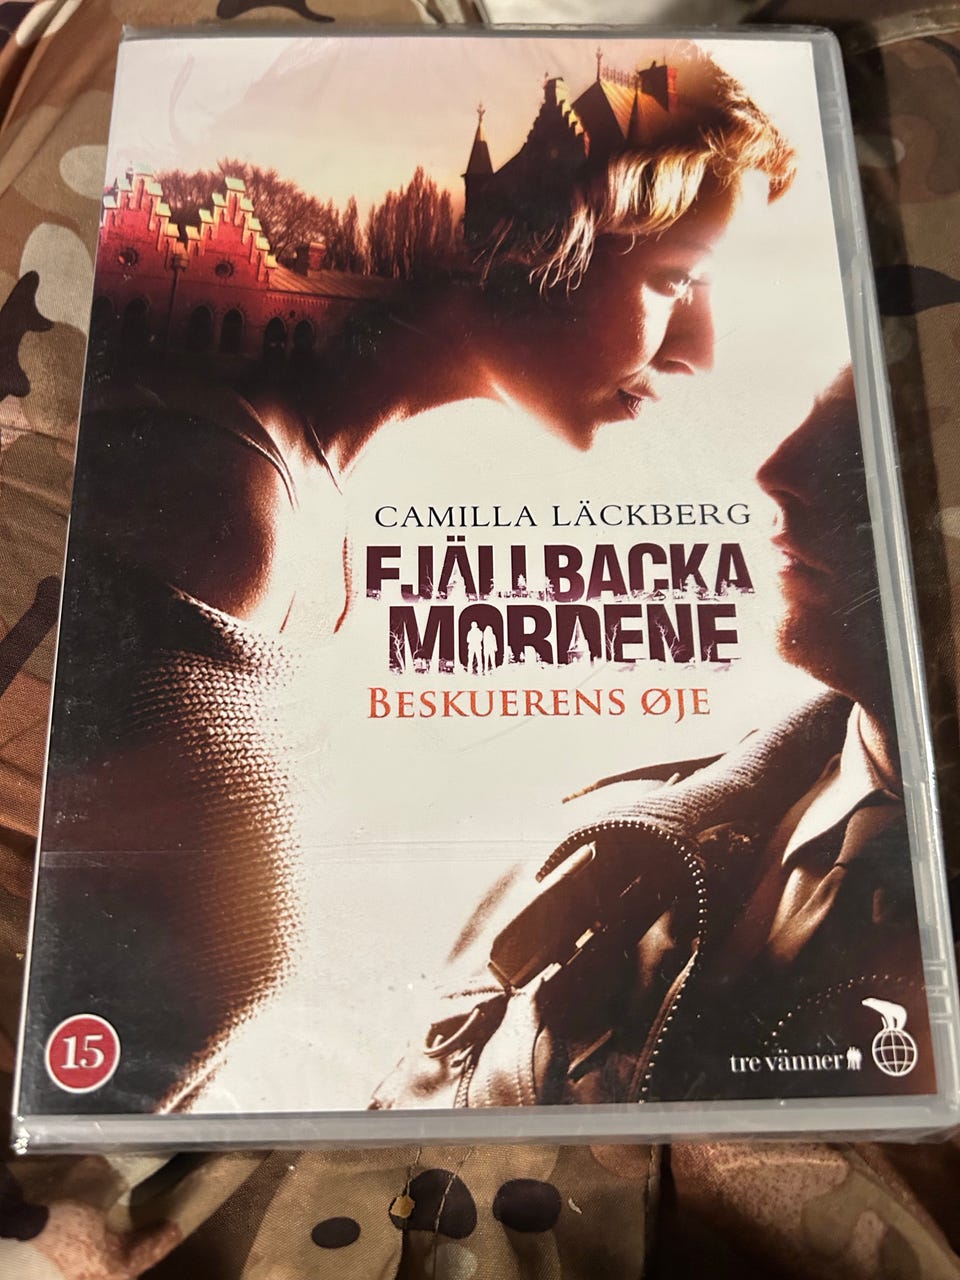 CAMILLA LÄCKBERG
FJÄLLBACKA
MORDENE
BESKUERENS ØJE
15
tre vänner